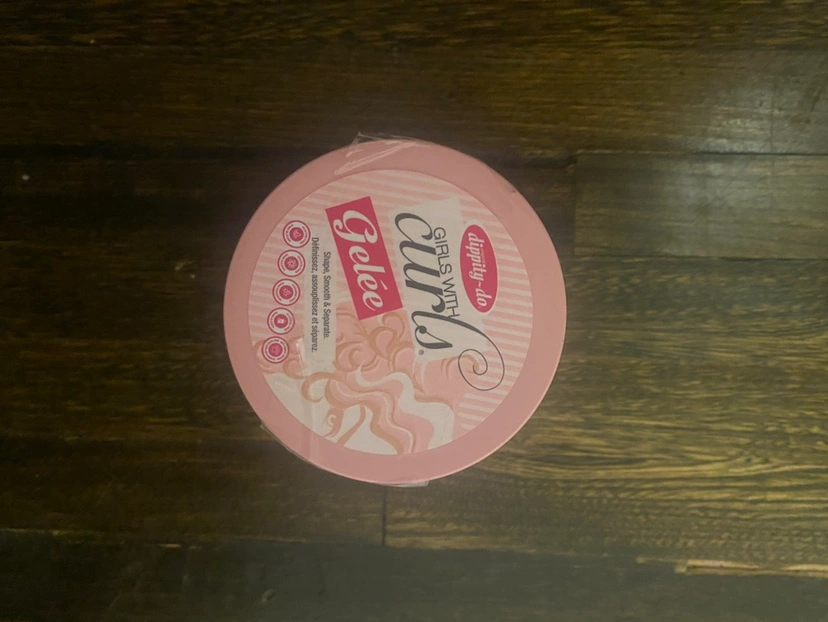 dippity-do
GIRLS WITH
curls®
Gelée
Shape, Smooth & Separate.
Définissez, assouplissez et séparez.